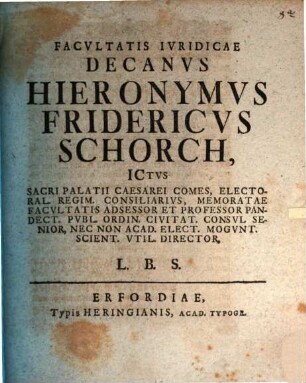 FACVLTATIS IVRIDICAE
DECANVS
HIERONYMVS
FRIDERICVS
SCHORCH,
ICTVS
SACRI PALATII CAESAREI COMES, ELECTO-
RAL. REGIM. CONSILIARIVS, MEMORATAE
FACVLTATIS ADSESSOR ET PROFESSOR PAN-
DECT. PVBL. ORDIN. CIVITAT. CONSVL SE-
NIOR, NEC NON ACAD. ELECT. MOGVNT.
SCIENT. VTIL. DIRECTOR,
L. B. S.
ERFORDIAE,
Typis HERINGIANIS, ACAD. TYPOGR.